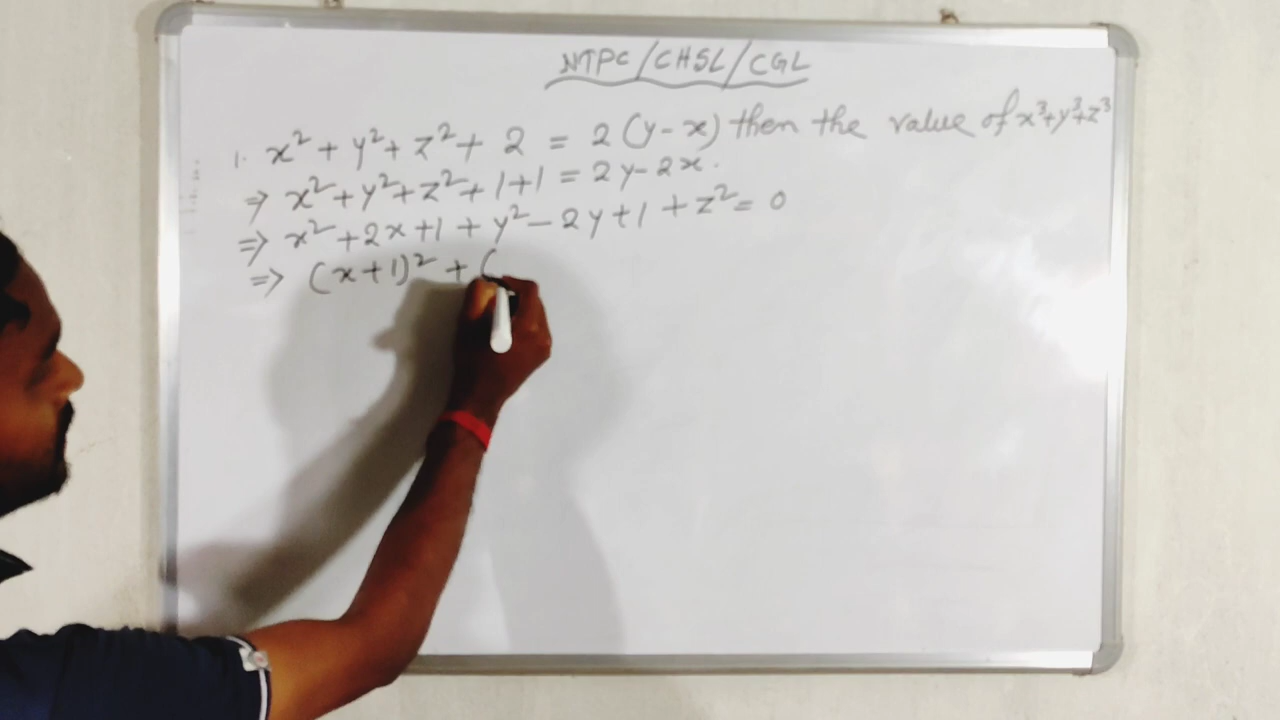 NTPC/CHSL/CGL
1. x² + y² + z² + 2 = 2(y-x) then the value of x³+y³+z³
⇒ x² + y² + z² + 1+1 = 2y-2x.
⇒ x² +2x+1 + y² - 2y+1 + z² = 0
⇒ (x+1)² + (